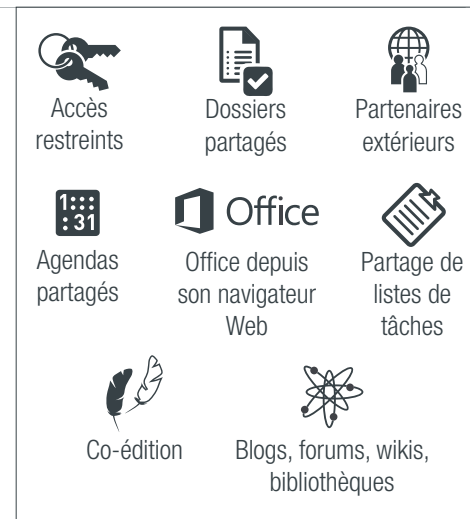 Accès
restreints
Dossiers
partagés
Partenaires
extérieurs
1:::
:31
Agendas
partagés
Office
Office depuis
son navigateur
Web
Partage de
listes de
tâches
Co-édition
Blogs, forums, wikis,
bibliothèques